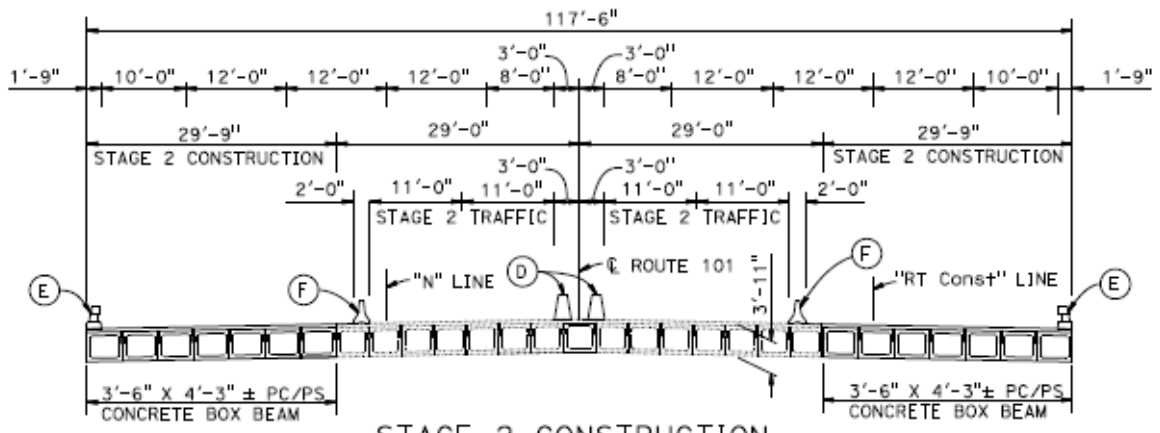 117'-6"
3'-0" 3'-0"
1'-9" 10'-0" 12'-0" 12'-0" 12'-0" 8'-0" 8'-0" 12'-0" 12'-0" 12'-0" 10'-0" 1'-9"
29'-9" 29'-0" 29'-0" 29'-9"
STAGE 2 CONSTRUCTION STAGE 2 CONSTRUCTION
3'-0" 3'-0"
2'-0" 11'-0" 11'-0" 11'-0" 11'-0" 2'-0"
STAGE 2 TRAFFIC STAGE 2 TRAFFIC
E F "N" LINE D ℄ ROUTE 101 3'-11" F "RT Const" LINE E
3'-6" X 4'-3" ± PC/PS 3'-6" X 4'-3"± PC/PS
CONCRETE BOX BEAM CONCRETE BOX BEAM
STAGE 2 CONSTRUCTION